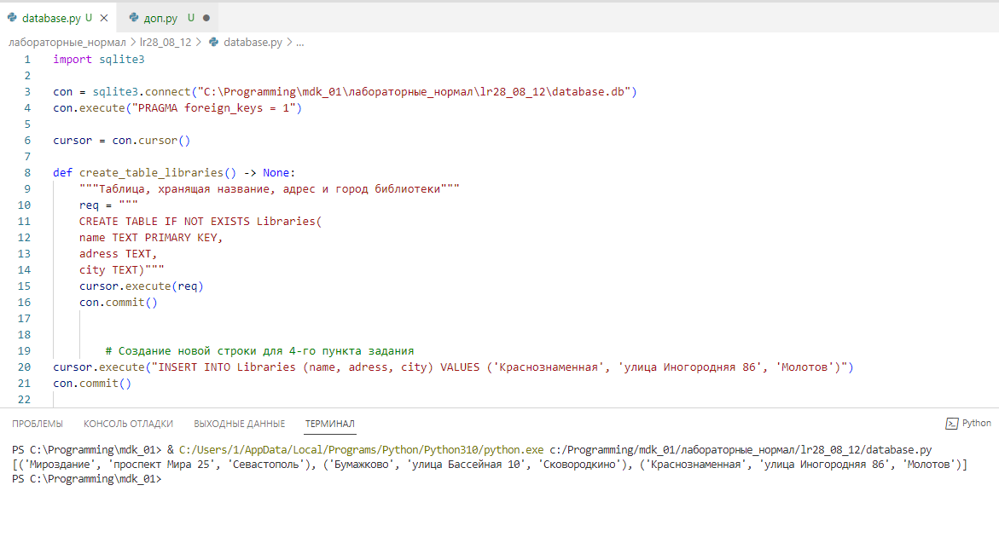 database.py U
доп.py U
лабораторные_нормал > lr28_08_12 > database.py > ...
1 import sqlite3
2
3 con = sqlite3.connect("C:\Programming\mdk_01\лабораторные_нормал\lr28_08_12\database.db")
4 con.execute("PRAGMA foreign_keys = 1")
5
6 cursor = con.cursor()
7
8 def create_table_libraries() -> None:
9 """Таблица, хранящая название, адрес и город библиотеки"""
10 req = """
11 CREATE TABLE IF NOT EXISTS Libraries(
12 name TEXT PRIMARY KEY,
13 adress TEXT,
14 city TEXT)"""
15 cursor.execute(req)
16 con.commit()
17
18
19 # Создание новой строки для 4-го пункта задания
20 cursor.execute("INSERT INTO Libraries (name, adress, city) VALUES ('Краснознаменная', 'улица Иногородняя 86', 'Молотов')")
21 con.commit()
22
ПРОБЛЕМЫ КОНСОЛЬ ОТЛАДКИ ВЫХОДНЫЕ ДАННЫЕ ТЕРМИНАЛ Python
PS C:\Programming\mdk_01> & C:/Users/1/AppData/Local/Programs/Python/Python310/python.exe c:/Programming/mdk_01/лабораторные_нормал/lr28_08_12/database.py
[('Мироздание', 'проспект Мира 25', 'Севастополь'), ('Бумажково', 'улица Бассейная 10', 'Сковородкино'), ('Краснознаменная', 'улица Иногородняя 86', 'Молотов')]
PS C:\Programming\mdk_01>